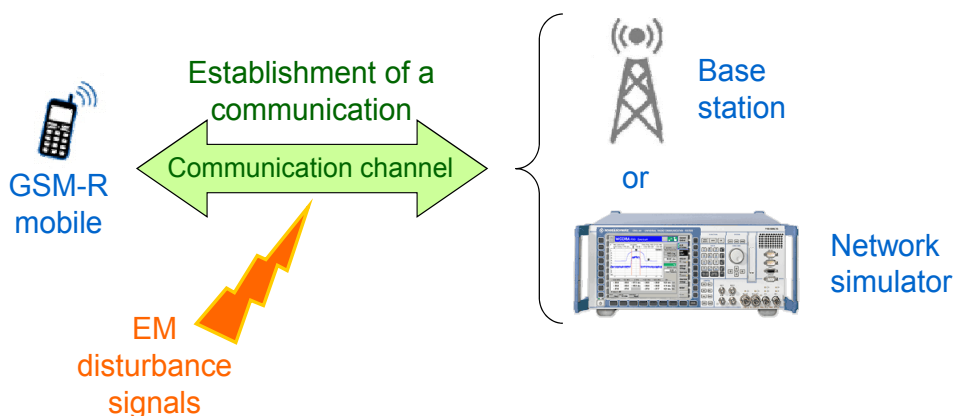 Establishment of a
communication
Communication channel
GSM-R
mobile
EM
disturbance
signals
Base
station
or
Network
simulator